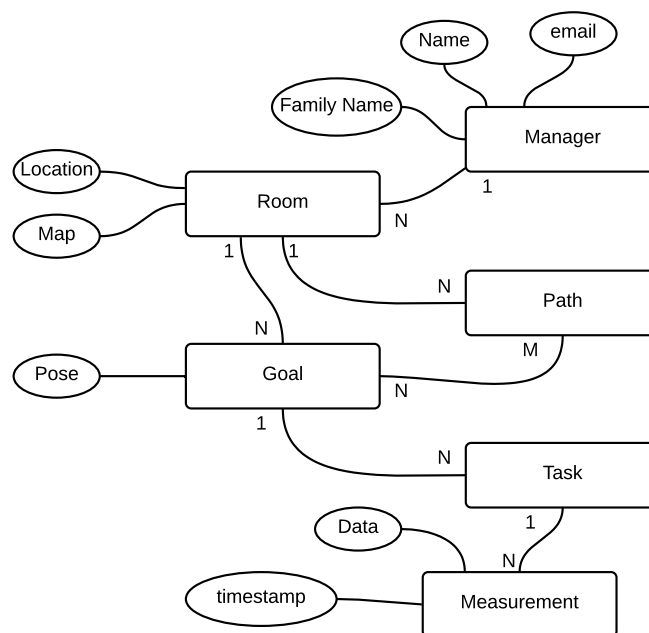 email
Name
Family Name
Manager
Location
Room
1
N
Map
1
1
N
Path
N
M
Pose
Goal
N
1
N
Task
1
Data
N
timestamp
Measurement